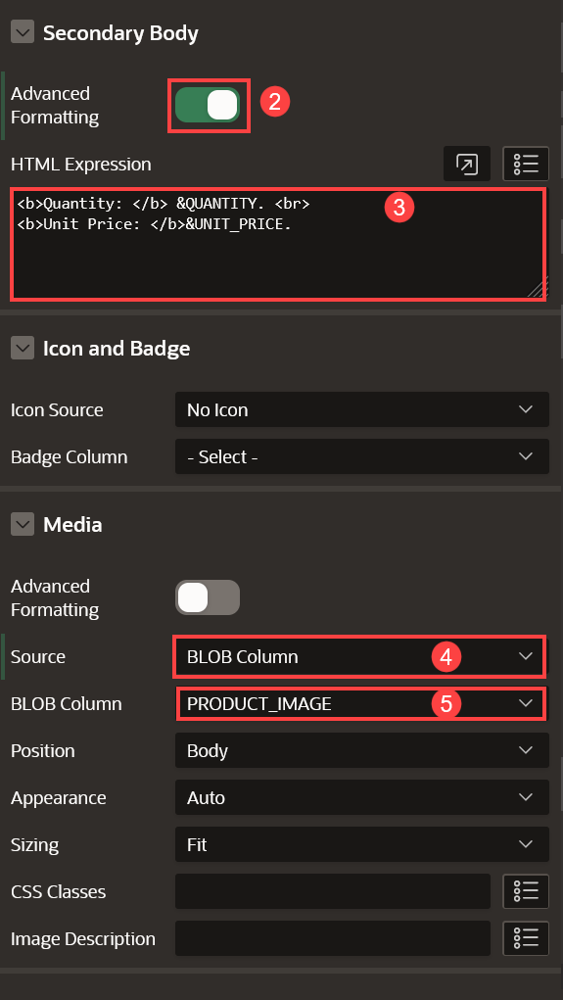 Secondary Body
Advanced
Formatting
2
HTML Expression
<b>Quantity: </b> &QUANTITY. <br>
<b>Unit Price: </b>&UNIT_PRICE.
3
Icon and Badge
Icon Source No Icon
Badge Column - Select -
Media
Advanced
Formatting
Source BLOB Column 4
BLOB Column PRODUCT_IMAGE 5
Position Body
Appearance Auto
Sizing Fit
CSS Classes
Image Description